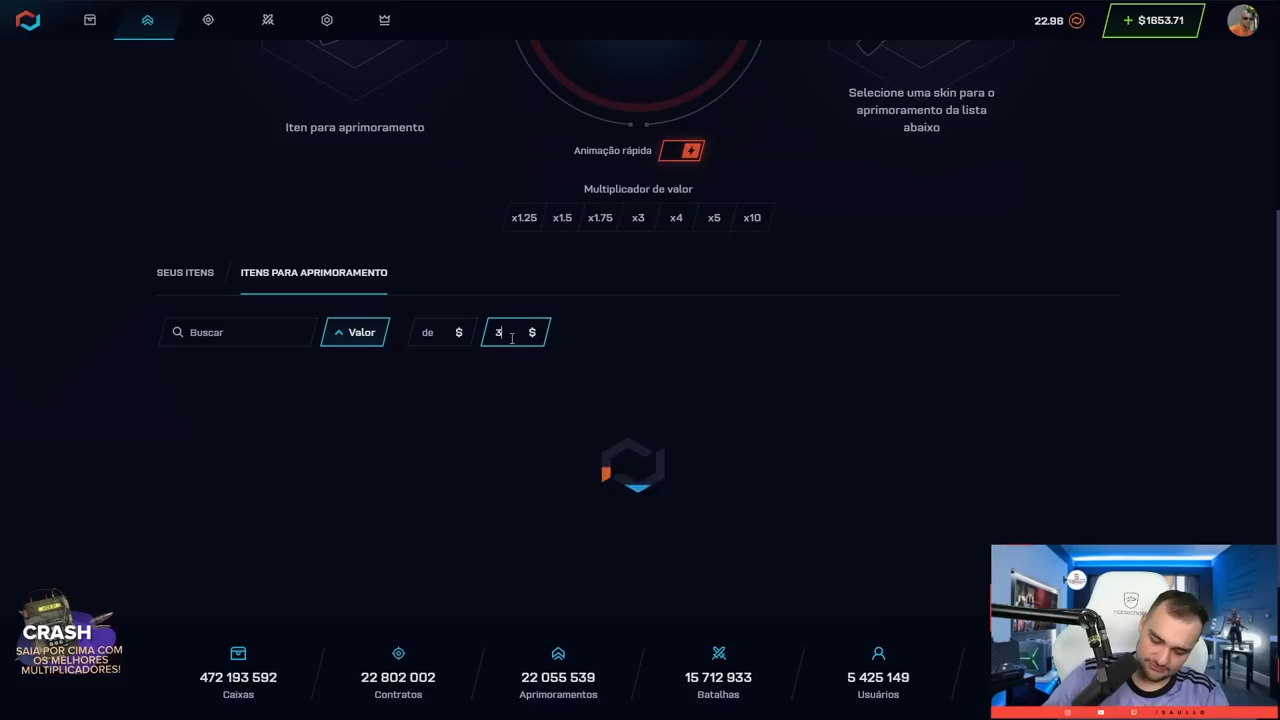 22.98
+ $1653.71
Iten para aprimoramento
Selecione uma skin para o
aprimoramento da lista
abaixo
Animação rápida
Multiplicador de valor
x1.25 x1.5 x1.75 x3 x4 x5 x10
SEUS ITENS
ITENS PARA APRIMORAMENTO
Buscar
Valor
de $
3 $
CRASH
SAIA POR CIMA COM
OS MELHORES
MULTIPLICADORES!
472 193 592
Caixas
22 802 002
Contratos
22 055 539
Aprimoramentos
15 712 933
Batalhas
5 425 149
Usuários
noblechairs
/SAULLO